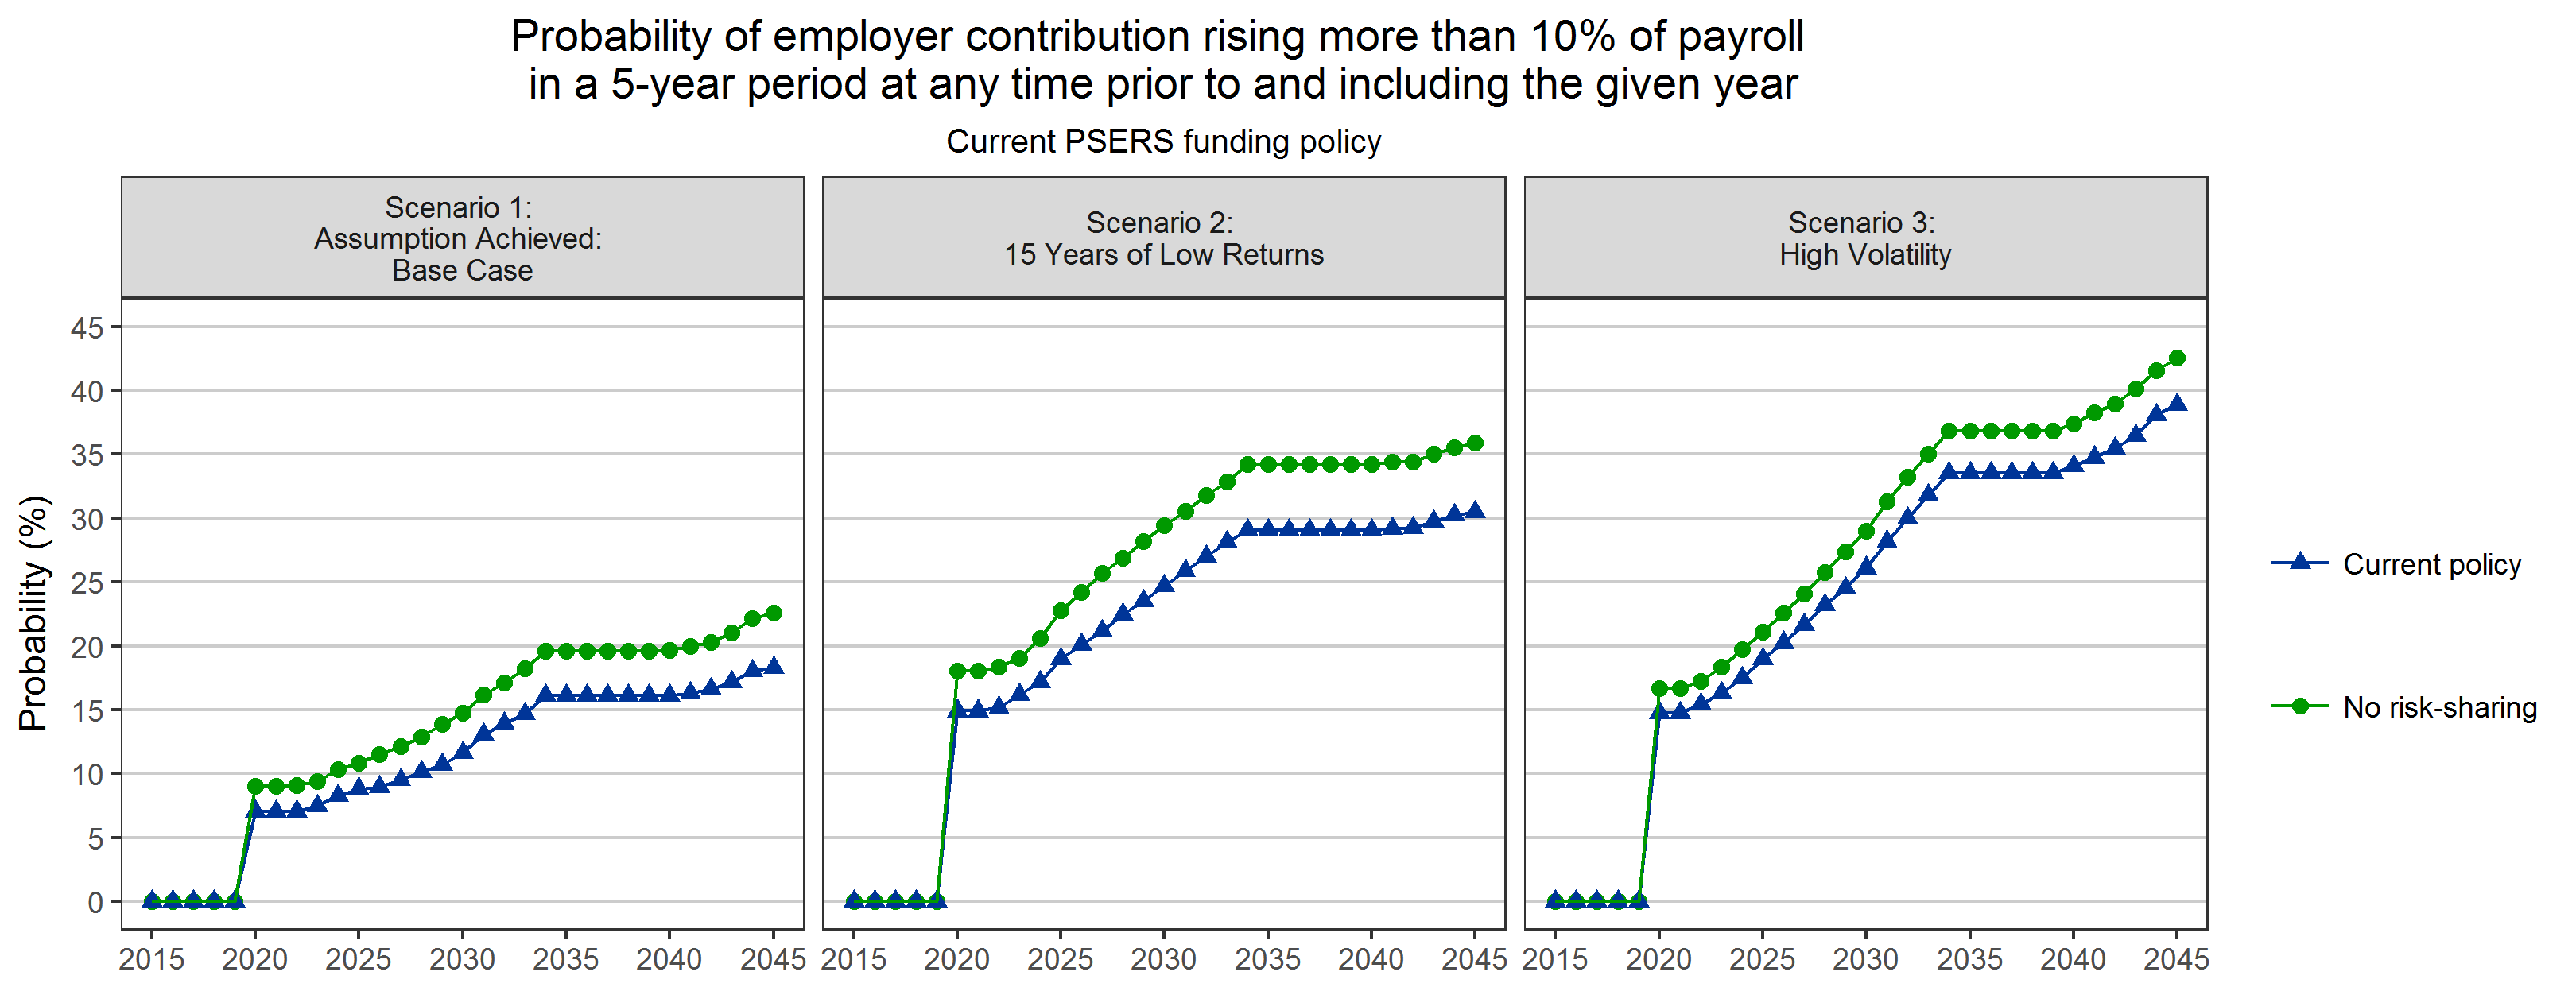 Probability of employer contribution rising more than 10% of payroll
in a 5-year period at any time prior to and including the given year
Current PSERS funding policy
Scenario 1:
Assumption Achieved:
Base Case
Scenario 2:
15 Years of Low Returns
Scenario 3:
High Volatility
Probability (%)
45
40
35
30
25
20
15
10
5
0
2015 2020 2025 2030 2035 2040 2045
2015 2020 2025 2030 2035 2040 2045
2015 2020 2025 2030 2035 2040 2045
Current policy
No risk-sharing